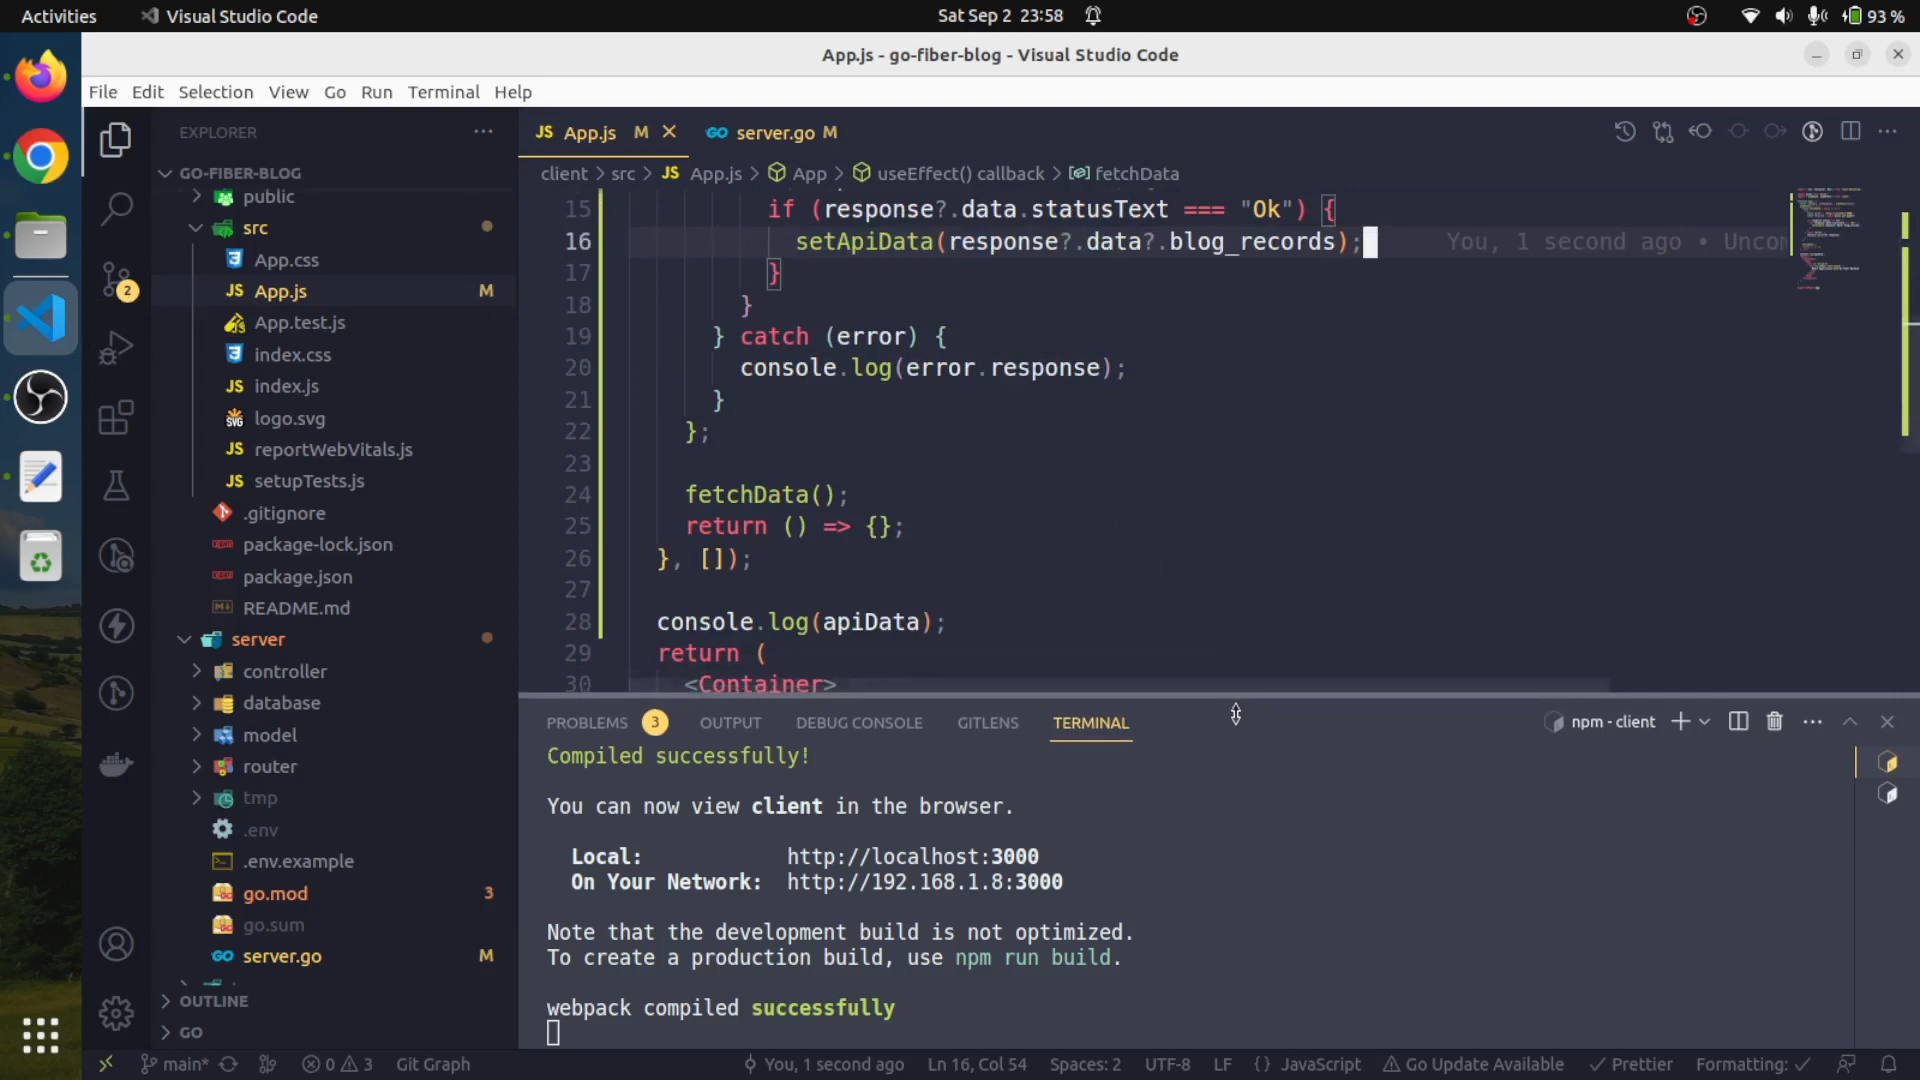 Activities
Visual Studio Code
Sat Sep 2 23:58
93 %
App.js - go-fiber-blog - Visual Studio Code
File Edit Selection View Go Run Terminal Help
EXPLORER
GO-FIBER-BLOG
public
src
App.css
JS App.js M
App.test.js
index.css
JS index.js
logo.svg
JS reportWebVitals.js
JS setupTests.js
.gitignore
package-lock.json
package.json
README.md
server
controller
database
model
router
tmp
.env
.env.example
go.mod 3
go.sum
server.go M
OUTLINE
GO
2
JS App.js M
server.go M
client > src > JS App.js > App > useEffect() callback > fetchData
15 if (response?.data.statusText === "Ok") {
16 setApiData(response?.data?.blog_records); You, 1 second ago • Uncom
17 }
18 }
19 } catch (error) {
20 console.log(error.response);
21 }
22 };
23
24 fetchData();
25 return () => {};
26 }, []);
27
28 console.log(apiData);
29 return (
30 <Container>
PROBLEMS 3 OUTPUT DEBUG CONSOLE GITLENS TERMINAL
npm - client
Compiled successfully!
You can now view client in the browser.
Local: http://localhost:3000
On Your Network: http://192.168.1.8:3000
Note that the development build is not optimized.
To create a production build, use npm run build.
webpack compiled successfully
main* 0 3 Git Graph
You, 1 second ago Ln 16, Col 54 Spaces: 2 UTF-8 LF {} JavaScript Go Update Available Prettier Formatting: